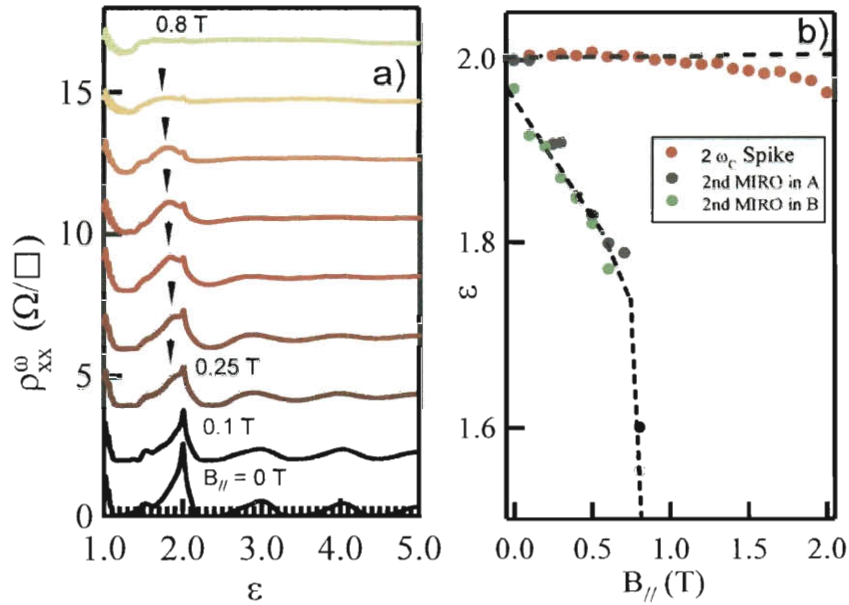 0.8 T
a)
15
10
5
0
0.25 T
0.1 T
B// = 0 T
1.0 2.0 3.0 4.0 5.0
ε
ρωxx (Ω/□)
b)
2.0
1.8
1.6
ε
2 ωC Spike
2nd MIRO in A
2nd MIRO in B
0.0 0.5 1.0 1.5 2.0
B// (T)